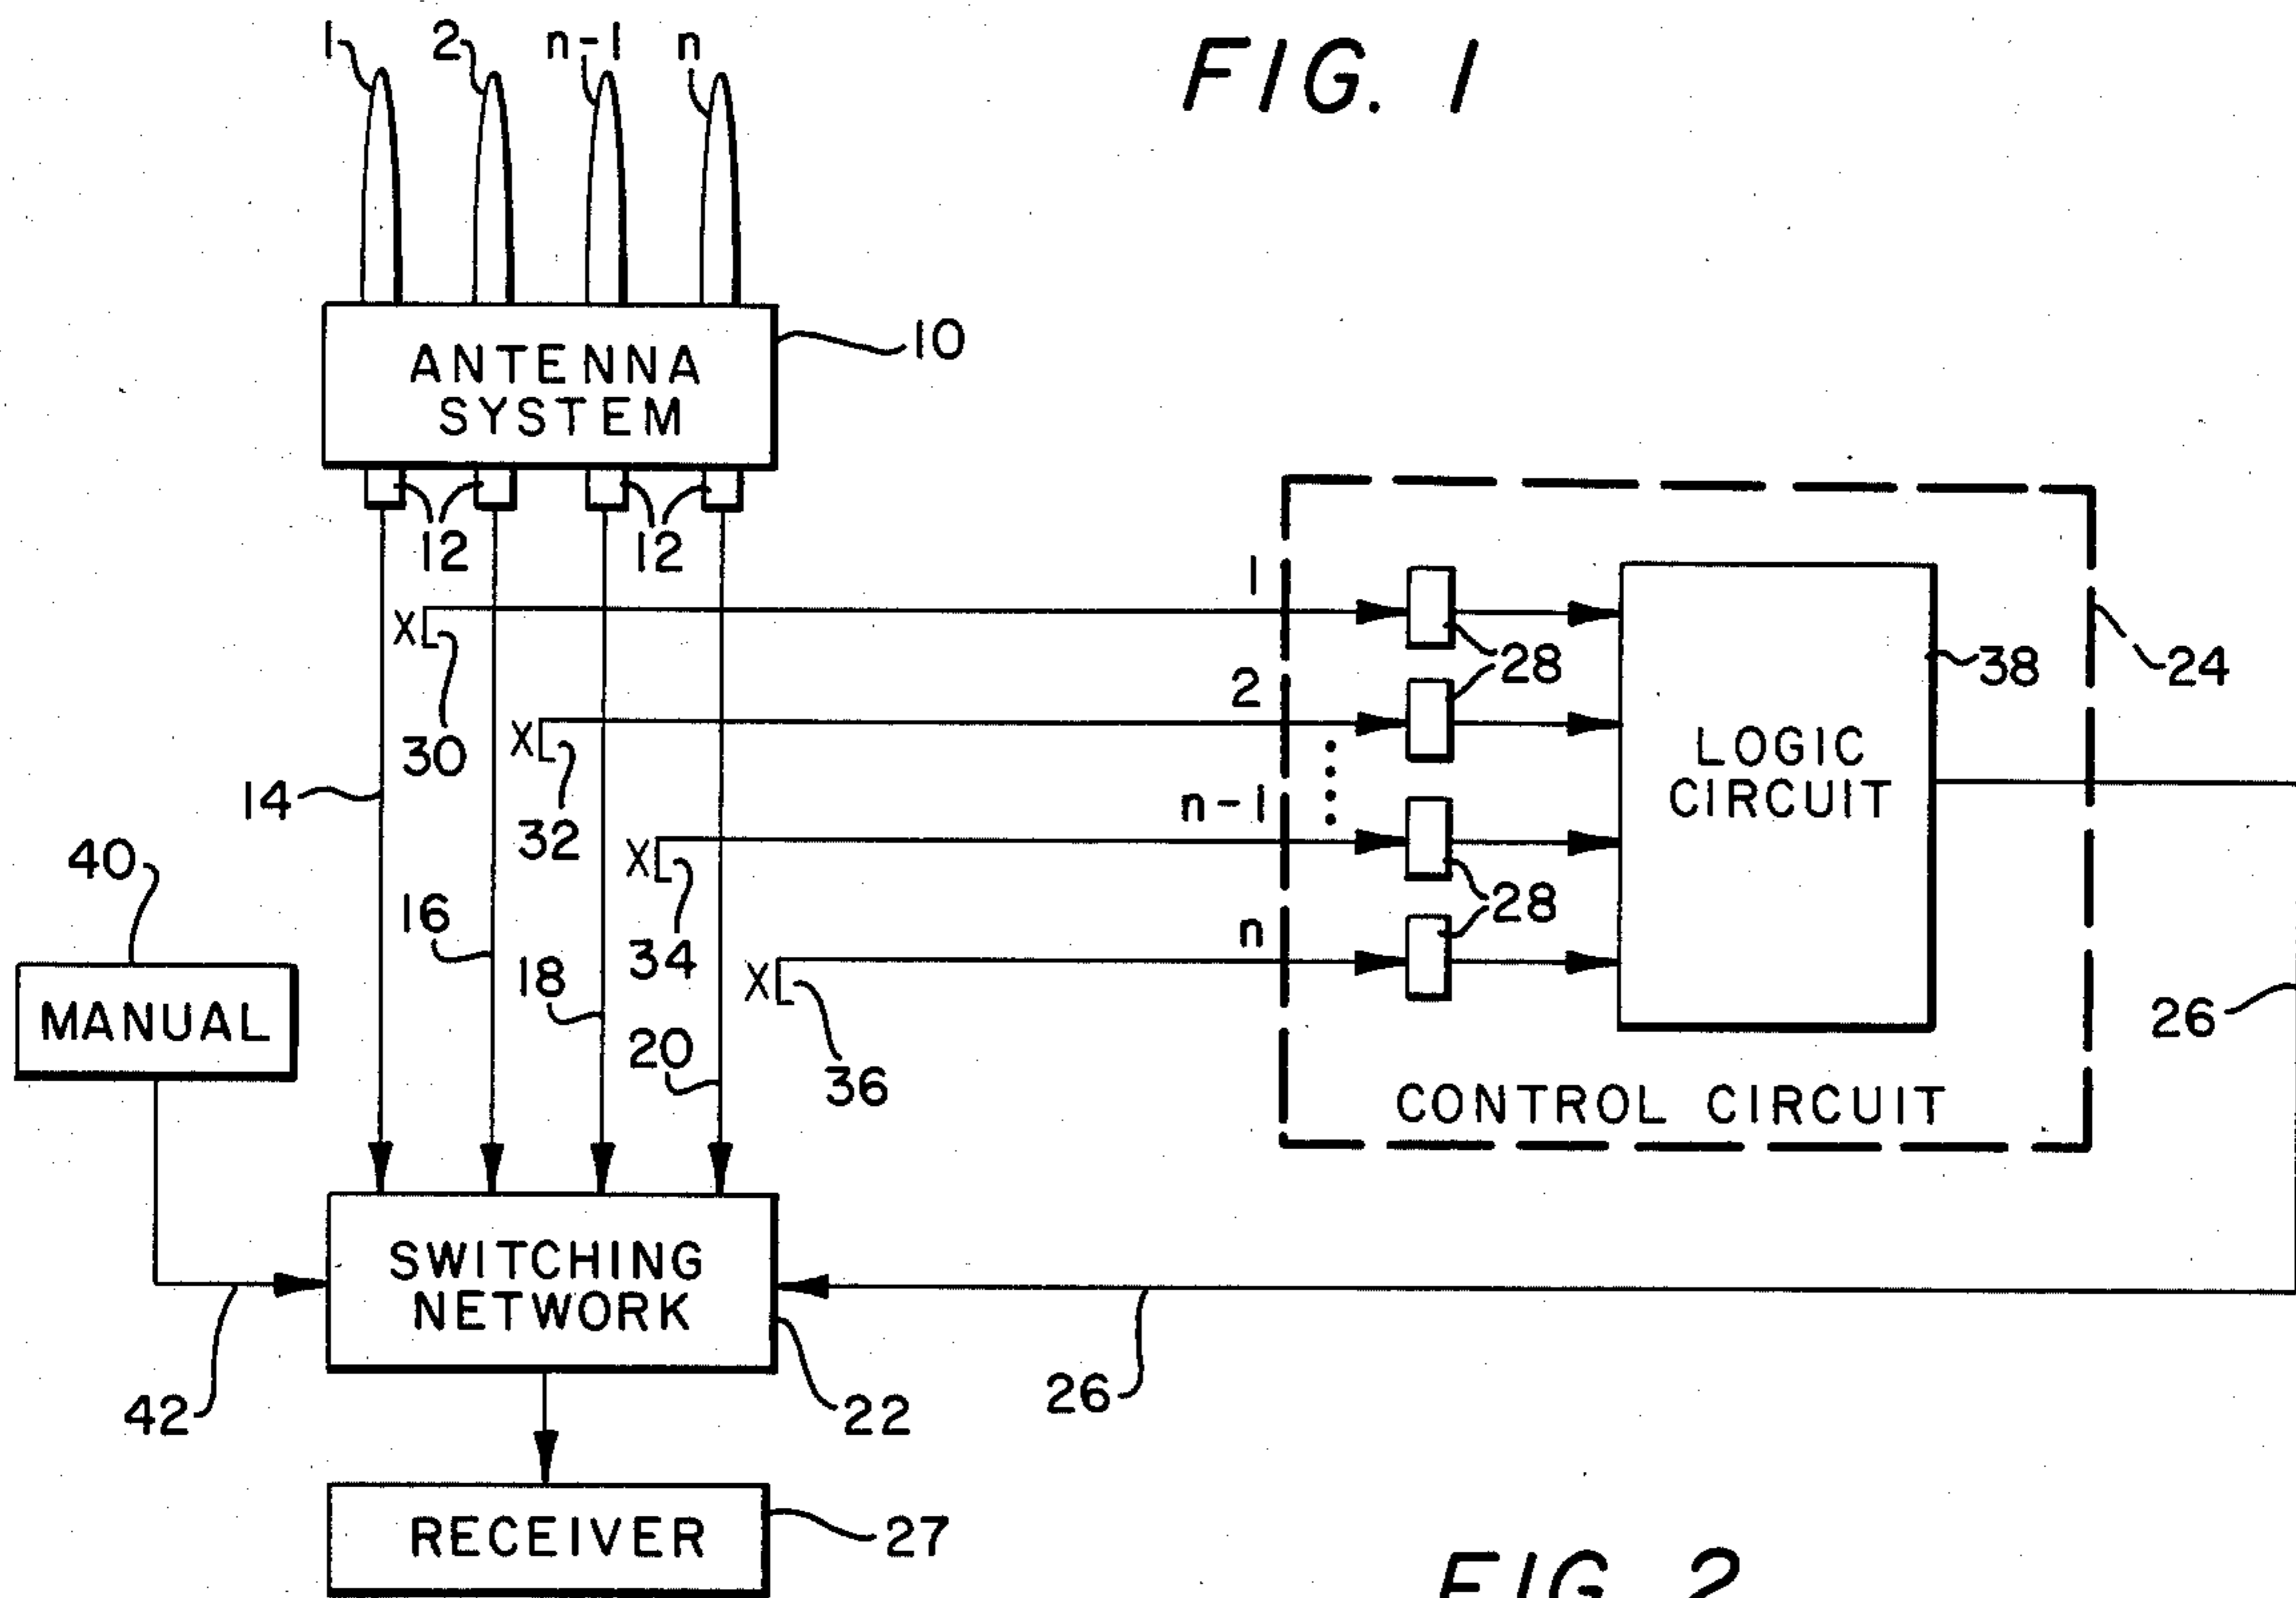 FIG. 1
1 2 n-1 n
ANTENNA
SYSTEM
10
12 12
1
30
28
38
24
2
14
32
n-1
LOGIC
CIRCUIT
40
16
34
28
n
18
MANUAL
20
36
26
CONTROL CIRCUIT
SWITCHING
NETWORK
42
22
26
RECEIVER
27
FIG. 2
X
X
X
X